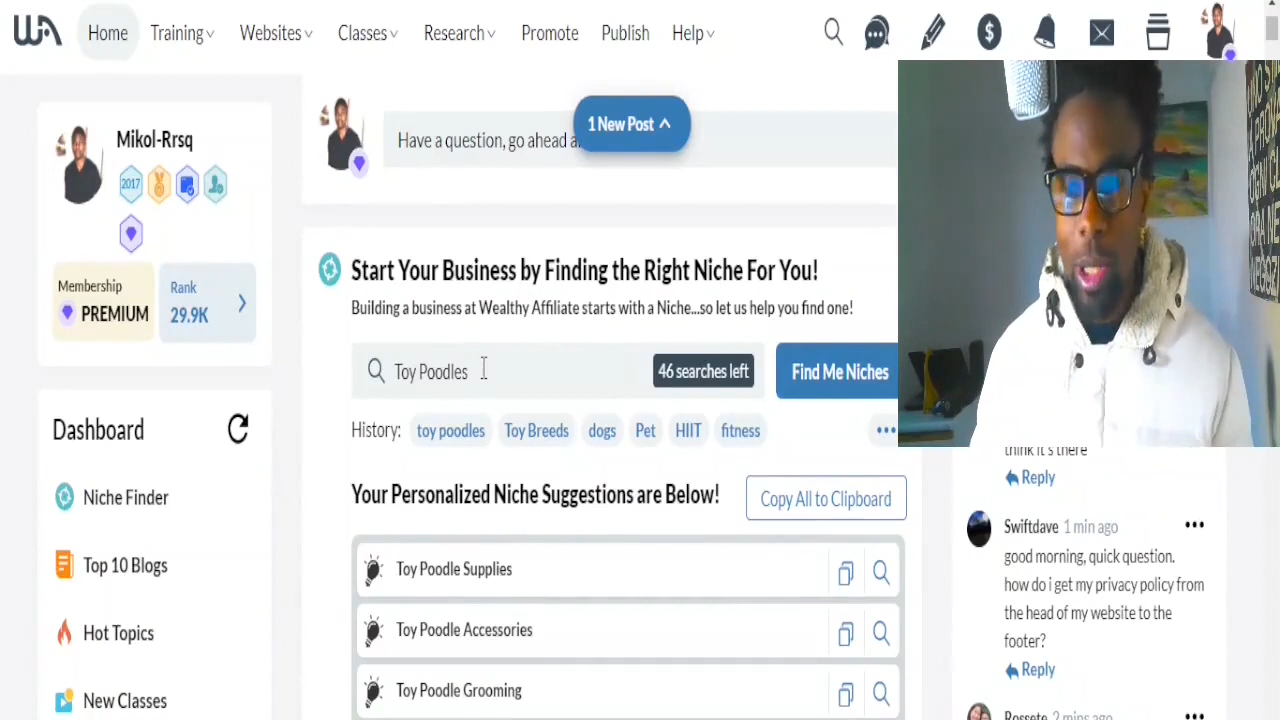 WA Home Training Websites Classes Research Promote Publish Help
Mikol-Rrsq
2017
Membership
PREMIUM
Rank
29.9K
Dashboard
Niche Finder
Top 10 Blogs
Hot Topics
New Classes
Have a question, go ahead a
1 New Post
Start Your Business by Finding the Right Niche For You!
Building a business at Wealthy Affiliate starts with a Niche...so let us help you find one!
Toy Poodles
46 searches left
Find Me Niches
History: toy poodles Toy Breeds dogs Pet HIIT fitness
Your Personalized Niche Suggestions are Below!
Copy All to Clipboard
Toy Poodle Supplies
Toy Poodle Accessories
Toy Poodle Grooming
think it's there
Reply
Swiftdave 1 min ago
good morning, quick question.
how do i get my privacy policy from
the head of my website to the
footer?
Reply
Rossete 2 mins ago